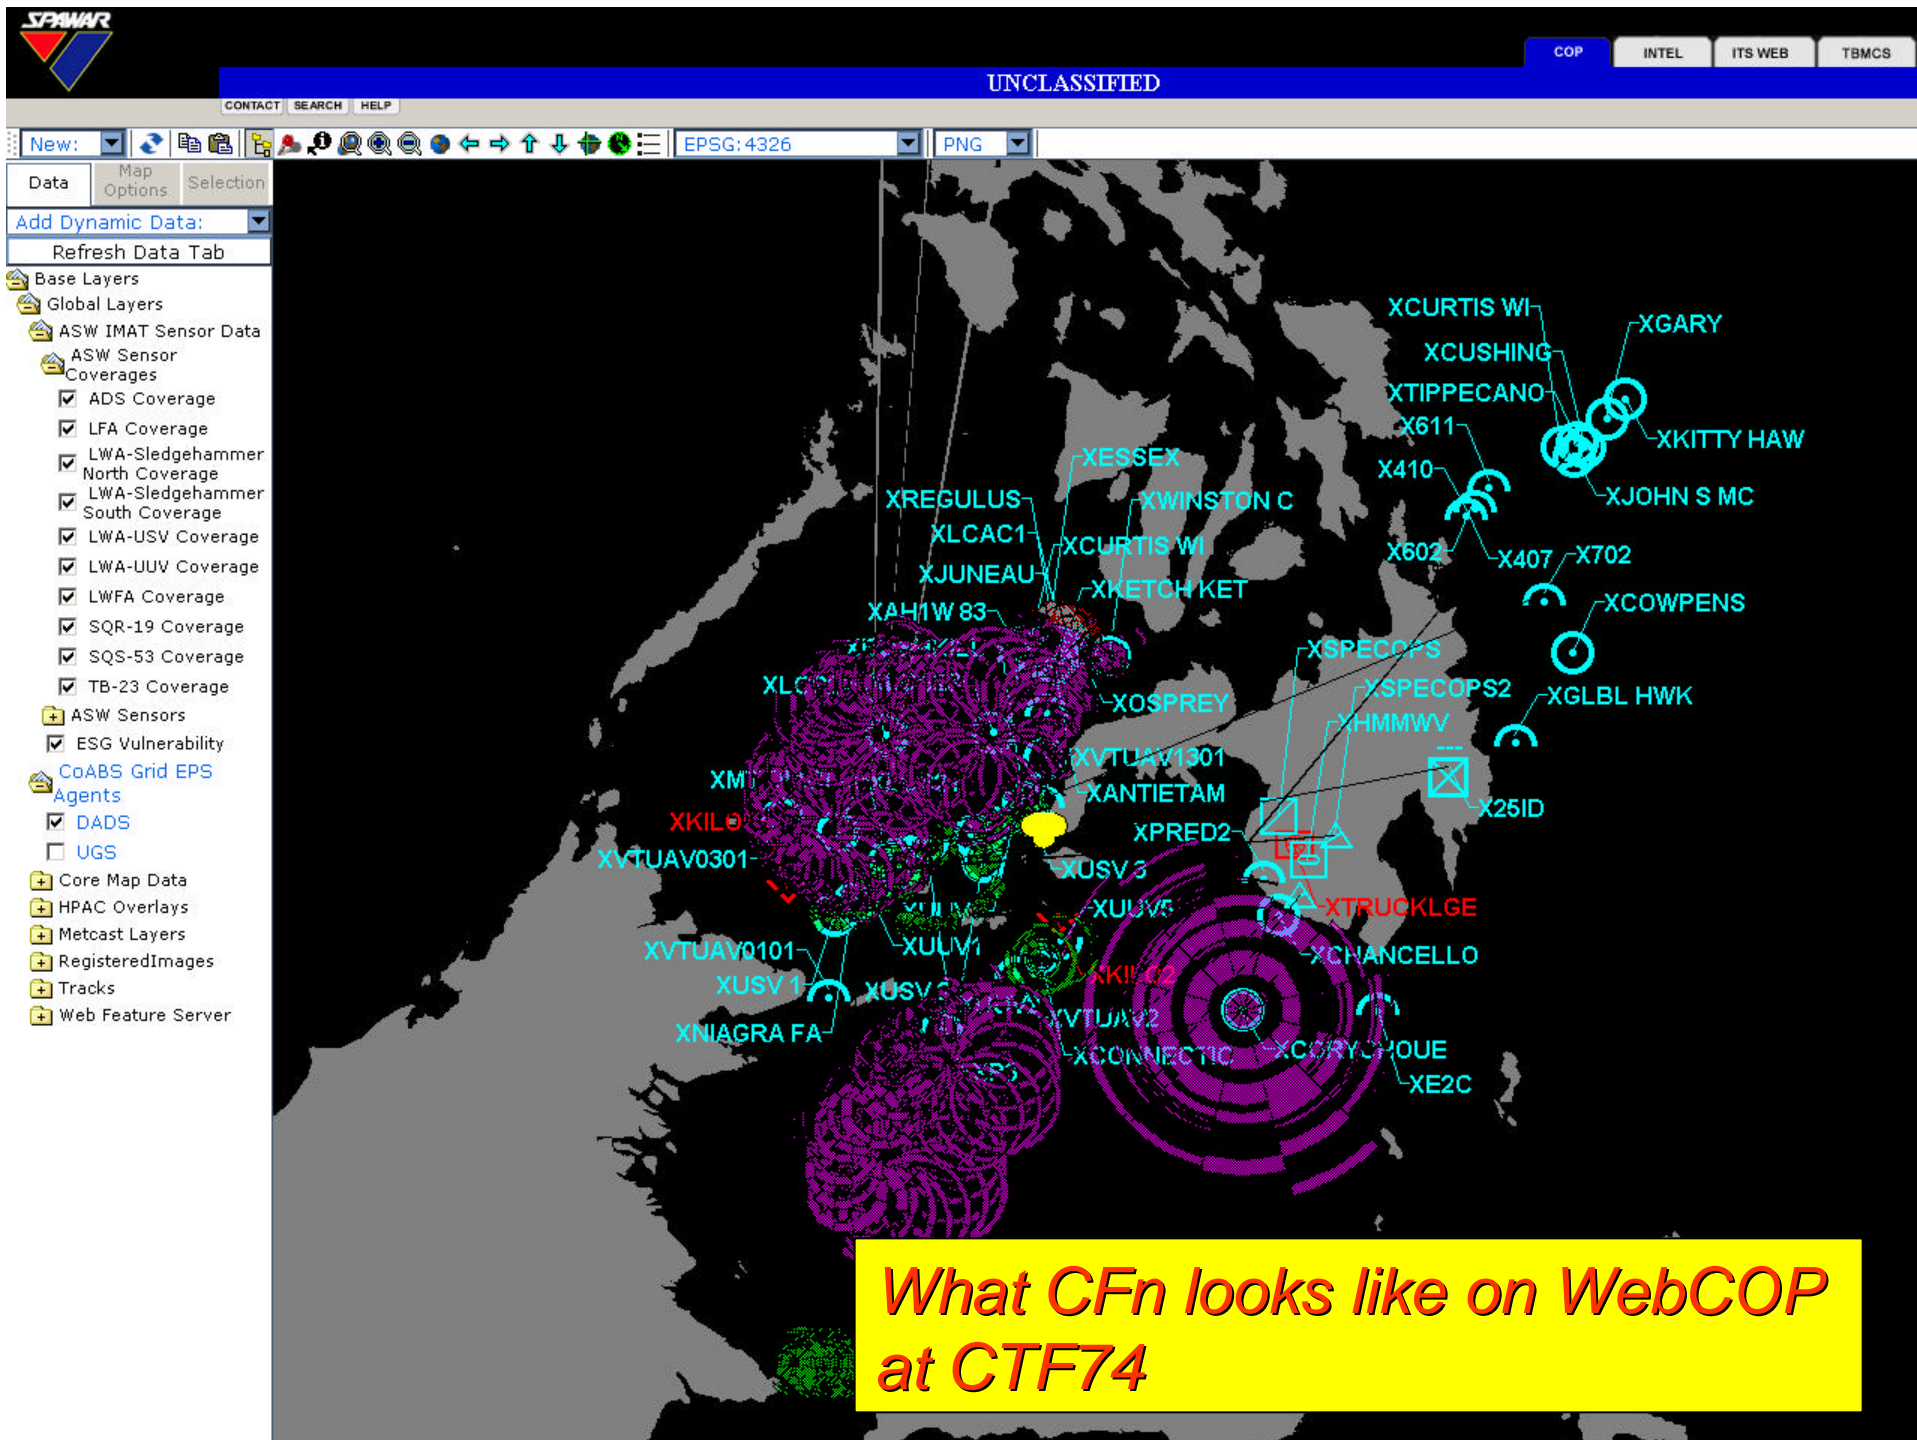 SPAWAR
COP
INTEL
ITS WEB
TBMCS
UNCLASSIFIED
CONTACT
SEARCH
HELP
New:
EPSG:4326
PNG
Data
Map Options
Selection
Add Dynamic Data:
Refresh Data Tab
Base Layers
Global Layers
ASW IMAT Sensor Data
ASW Sensor
Coverages
ADS Coverage
LFA Coverage
LWA-Sledgehammer
North Coverage
LWA-Sledgehammer
South Coverage
LWA-USV Coverage
LWA-UUV Coverage
LWFA Coverage
SQR-19 Coverage
SQS-53 Coverage
TB-23 Coverage
ASW Sensors
ESG Vulnerability
CoABS Grid EPS
Agents
DADS
UGS
Core Map Data
HPAC Overlays
Metcast Layers
RegisteredImages
Tracks
Web Feature Server
XCURTIS WI
XGARY
XCUSHING
XTIPPECANO
X611
XKITTY HAW
X410
XJOHN S MC
X602
X407
X702
XCOWPENS
XESSEX
XREGULUS
XWINSTON C
XLCAC1
XCURTIS WI
XJUNEAU
XKETCH KET
XAH1W 83
XSPECOPS
XSPECOPS2
XOSPREY
XHMMWV
XGLBL HWK
XVTUAV1301
XANTIETAM
X25ID
XKILO
XPRED2
XVTUAV0301
XUSV 3
XUUV5
XTRUCKLGE
XUUV1
XVTUAV0101
XCHANCELLO
XUSV 1
XKILO2
XNIAGRA FA
XVTUAV2
XCONNECTIC
XE2C
What CFn looks like on WebCOP
at CTF74